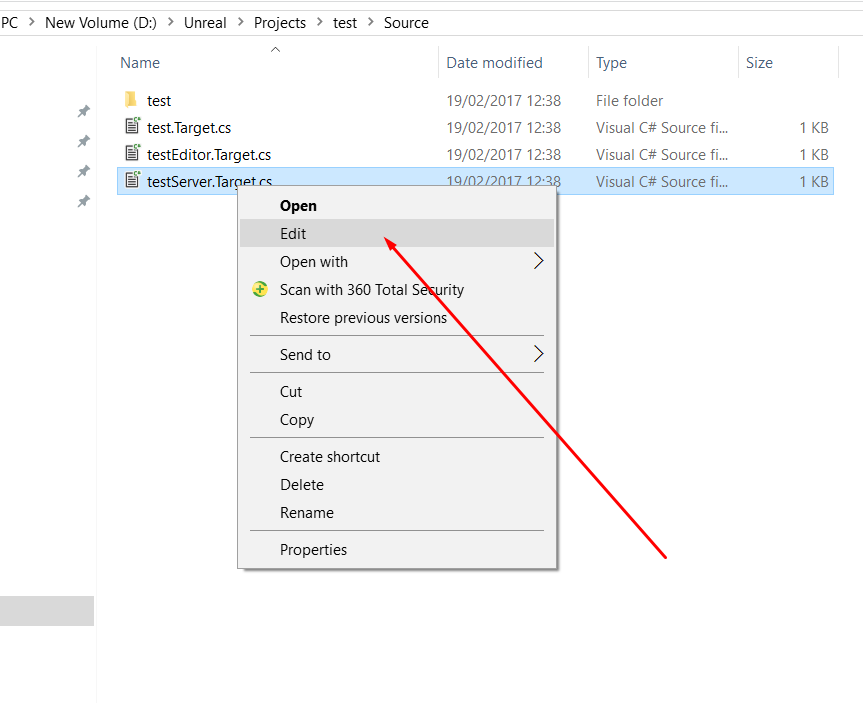 PC > New Volume (D:) > Unreal > Projects > test > Source
Name Date modified Type Size
test 19/02/2017 12:38 File folder
test.Target.cs 19/02/2017 12:38 Visual C# Source fi... 1 KB
testEditor.Target.cs 19/02/2017 12:38 Visual C# Source fi... 1 KB
testServer.Target.cs 19/02/2017 12:38 Visual C# Source fi... 1 KB
Open
Edit
Open with
Scan with 360 Total Security
Restore previous versions
Send to
Cut
Copy
Create shortcut
Delete
Rename
Properties